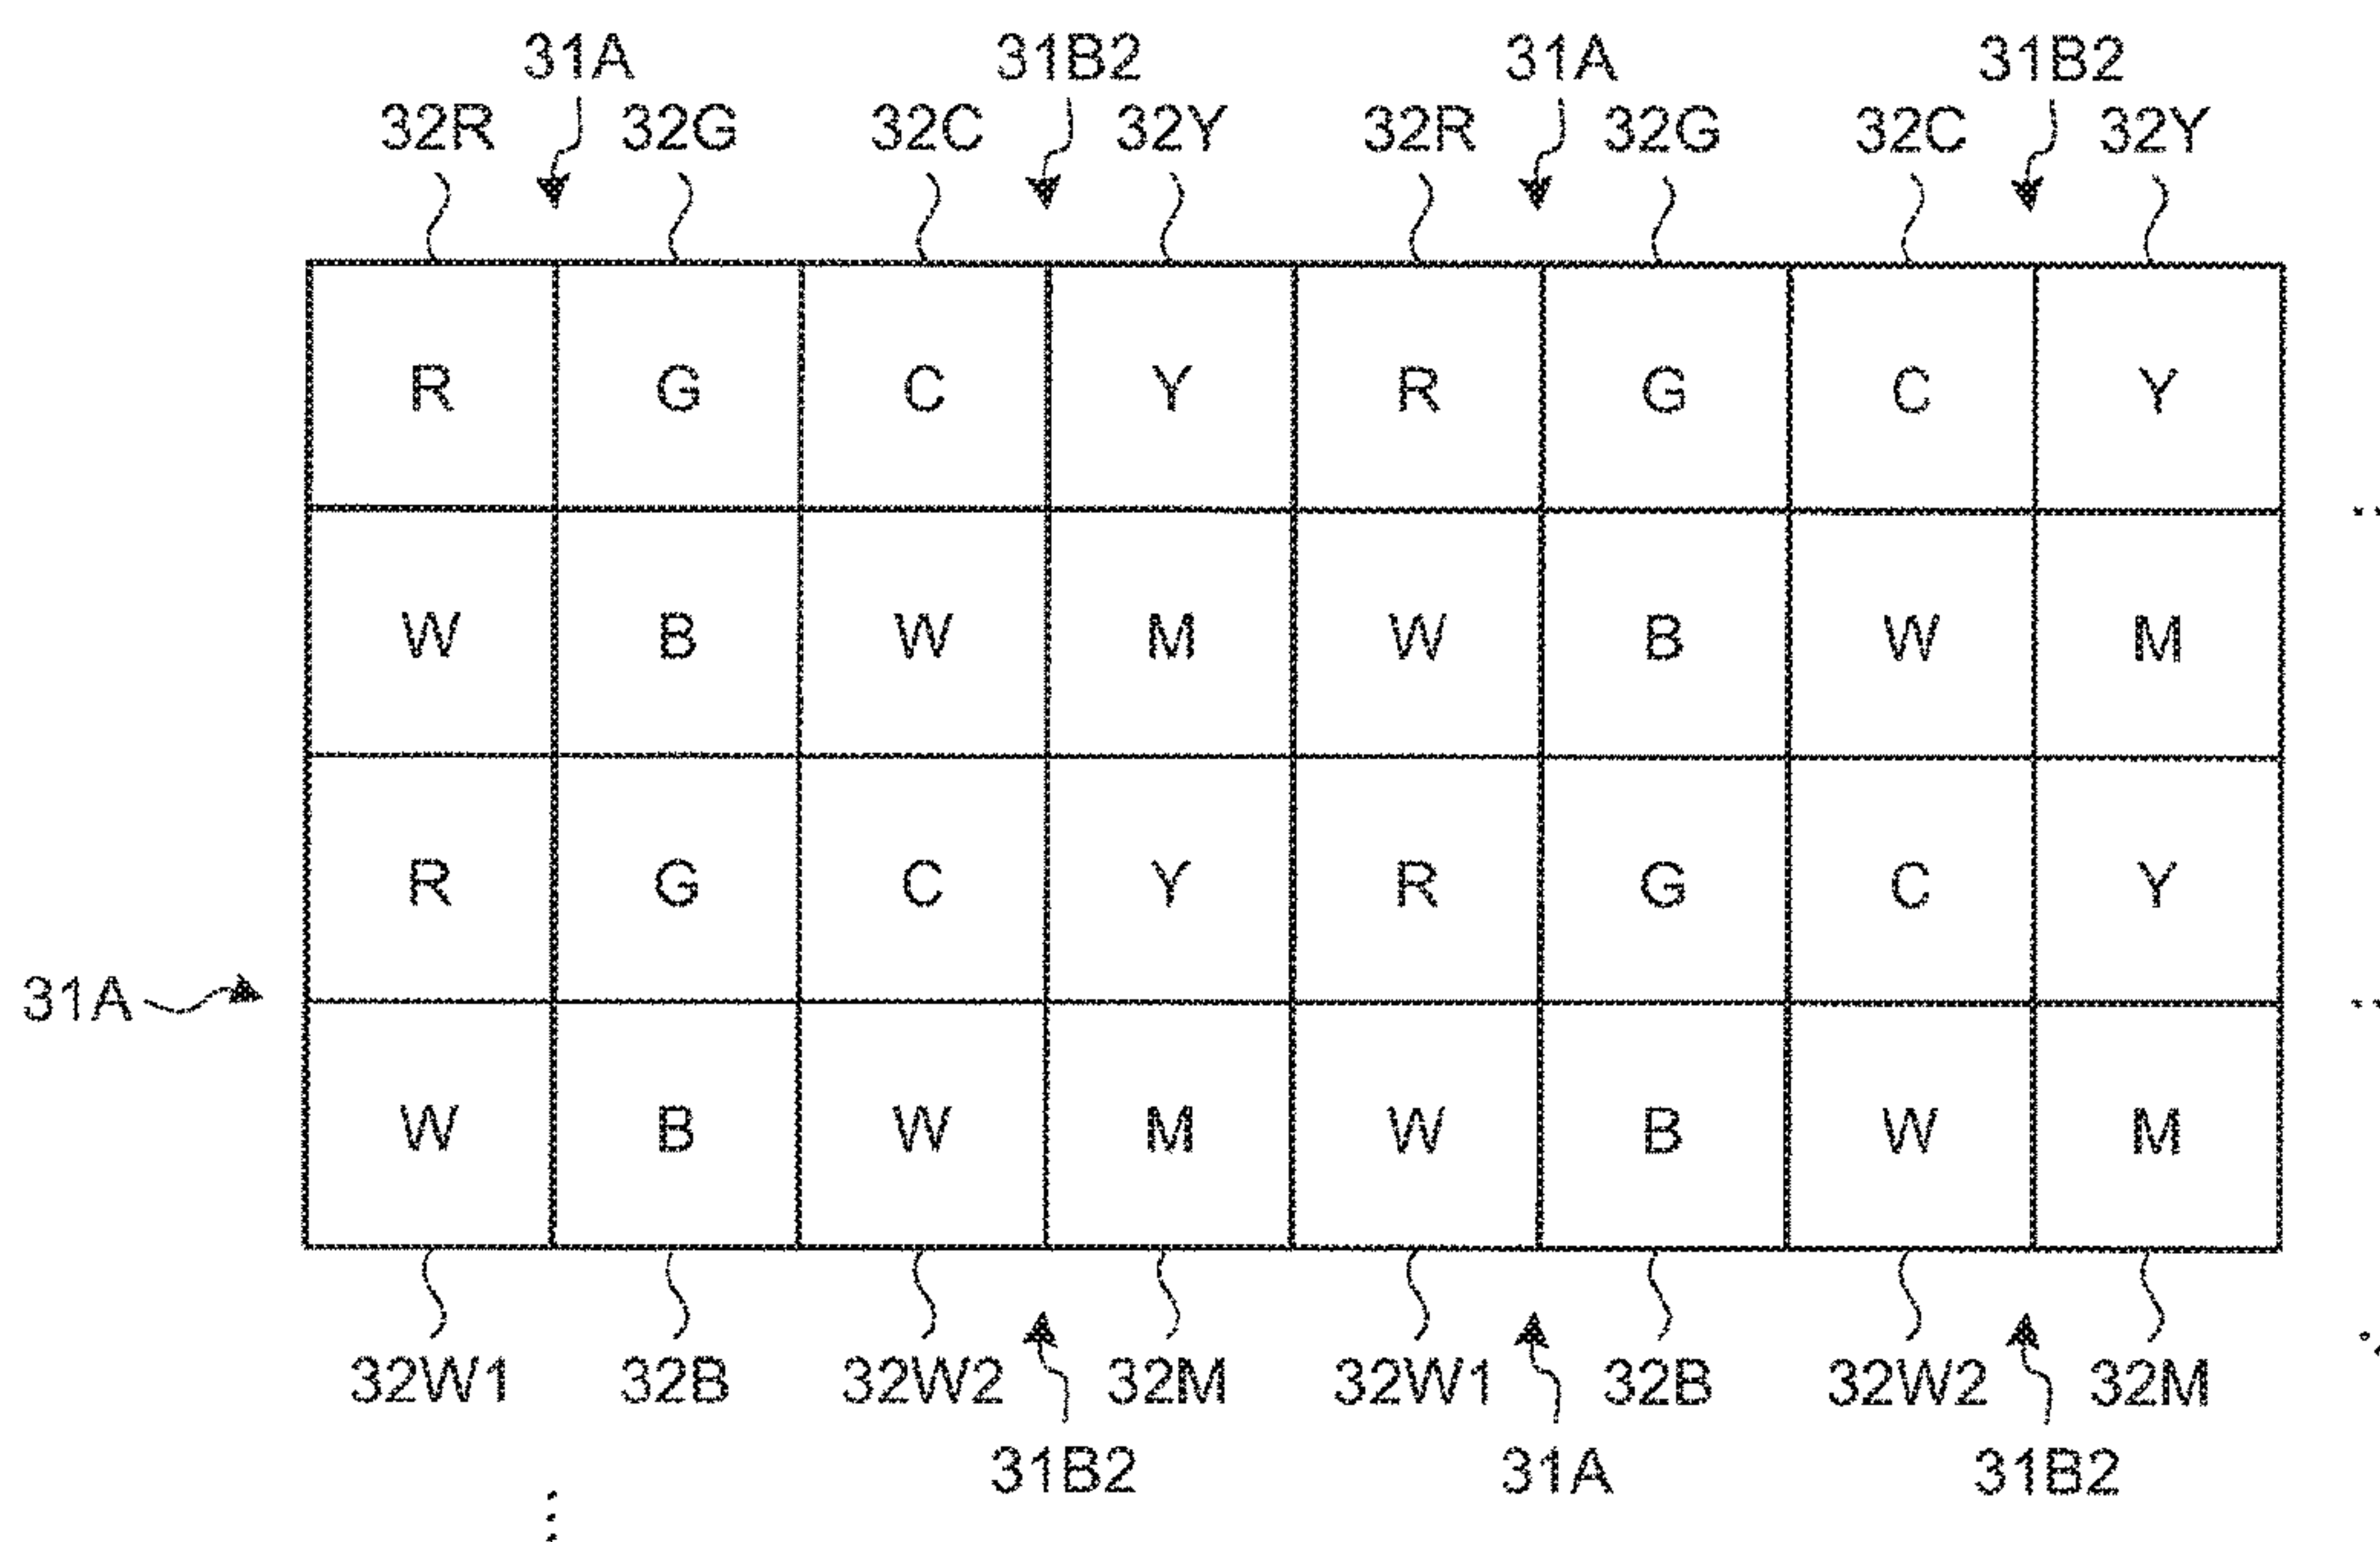 31A 31B2 31A 31B2
32R 32G 32C 32Y 32R 32G 32C 32Y
R G C Y R G C Y
W B W M W B W M
R G C Y R G C Y
31A
W B W M W B W M
32W1 32B 32W2 32M 32W1 32B 32W2 32M
31B2 31A 31B2